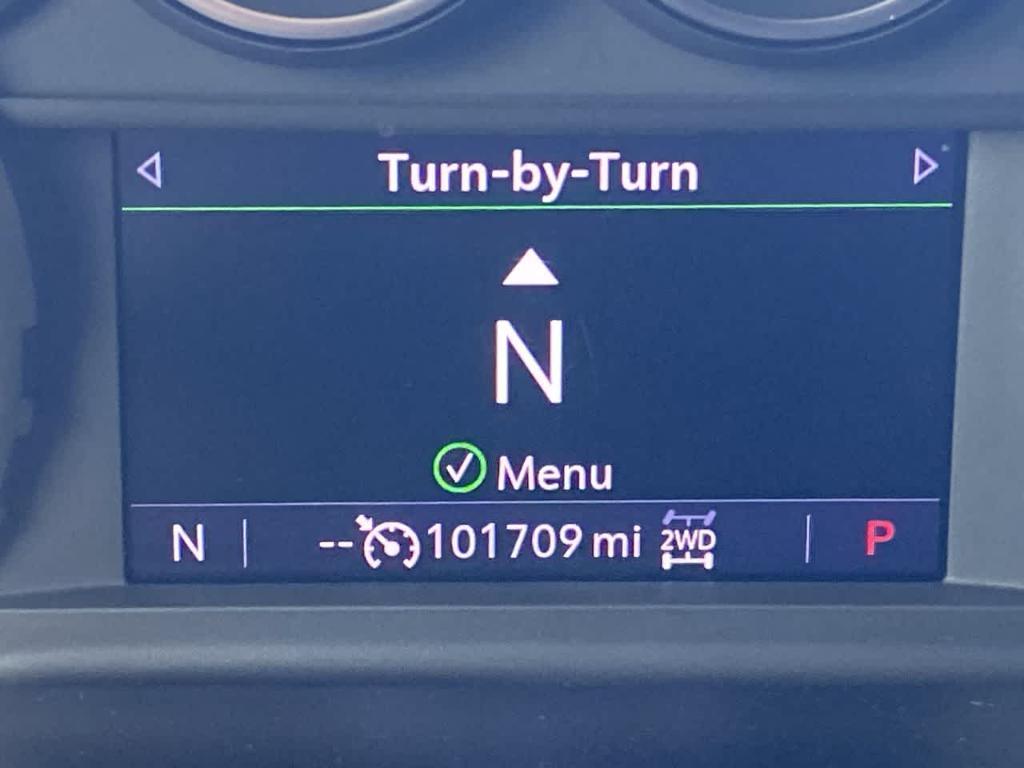 Turn-by-Turn
N
Menu
N -- 101709 mi 2WD P